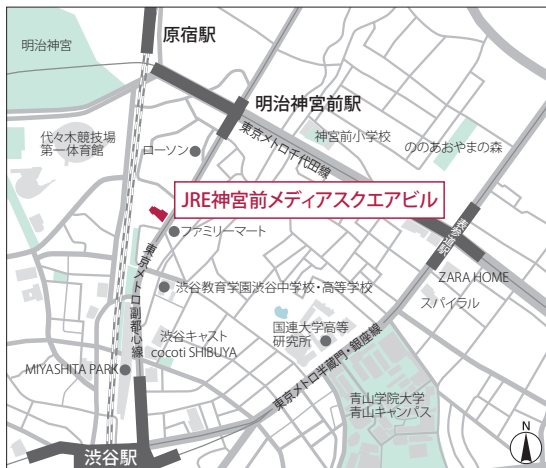 原宿駅
明治神宮
明治神宮前駅
代々木競技場
第一体育館
ローソン
東京メトロ千代田線
神宮前小学校
ののあおやまの森
JRE神宮前メディアスクエアビル
ファミリーマート
表参道駅
東京メトロ副都心線
渋谷教育学園渋谷中学校・高等学校
ZARA HOME
スパイラル
渋谷キャスト
cocoti SHIBUYA
国連大学高等
研究所
東京メトロ半蔵門・銀座線
MIYASHITA PARK
青山学院大学
青山キャンパス
渋谷駅
N